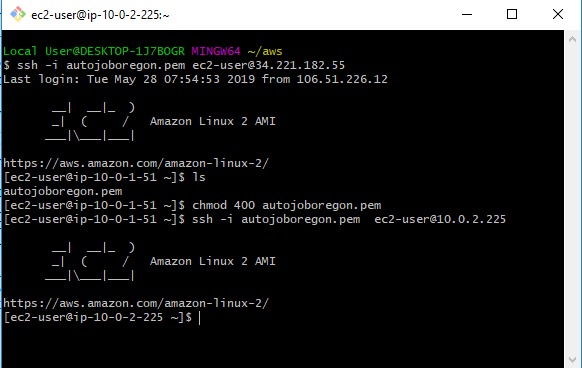 ec2-user@ip-10-0-2-225:~
Local User@DESKTOP-1J7BOGR MINGW64 ~/aws
$ ssh -i autojoboregon.pem ec2-user@34.221.182.55
Last login: Tue May 28 07:54:53 2019 from 106.51.226.12
__|  __|_  )
_|  (     /   Amazon Linux 2 AMI
___|\___|___|
https://aws.amazon.com/amazon-linux-2/
[ec2-user@ip-10-0-1-51 ~]$ ls
autojoboregon.pem
[ec2-user@ip-10-0-1-51 ~]$ chmod 400 autojoboregon.pem
[ec2-user@ip-10-0-1-51 ~]$ ssh -i autojoboregon.pem  ec2-user@10.0.2.225
__|  __|_  )
_|  (     /   Amazon Linux 2 AMI
___|\___|___|
https://aws.amazon.com/amazon-linux-2/
[ec2-user@ip-10-0-2-225 ~]$